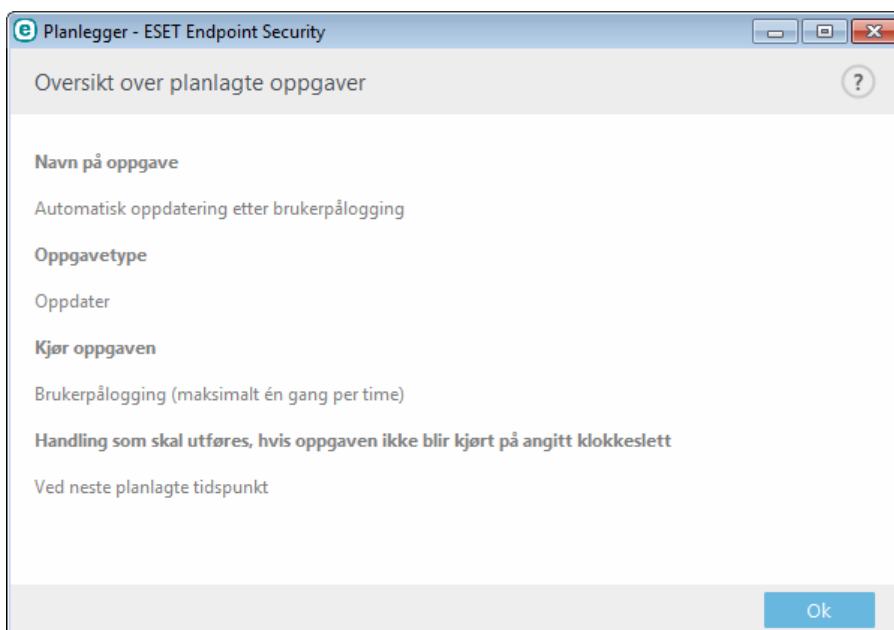 Planlegger - ESET Endpoint Security
Oversikt over planlagte oppgaver
?
Navn på oppgave
Automatisk oppdatering etter brukerpålogging
Oppgavetype
Oppdater
Kjør oppgaven
Brukerpålogging (maksimalt én gang per time)
Handling som skal utføres, hvis oppgaven ikke blir kjørt på angitt klokkeslett
Ved neste planlagte tidspunkt
Ok